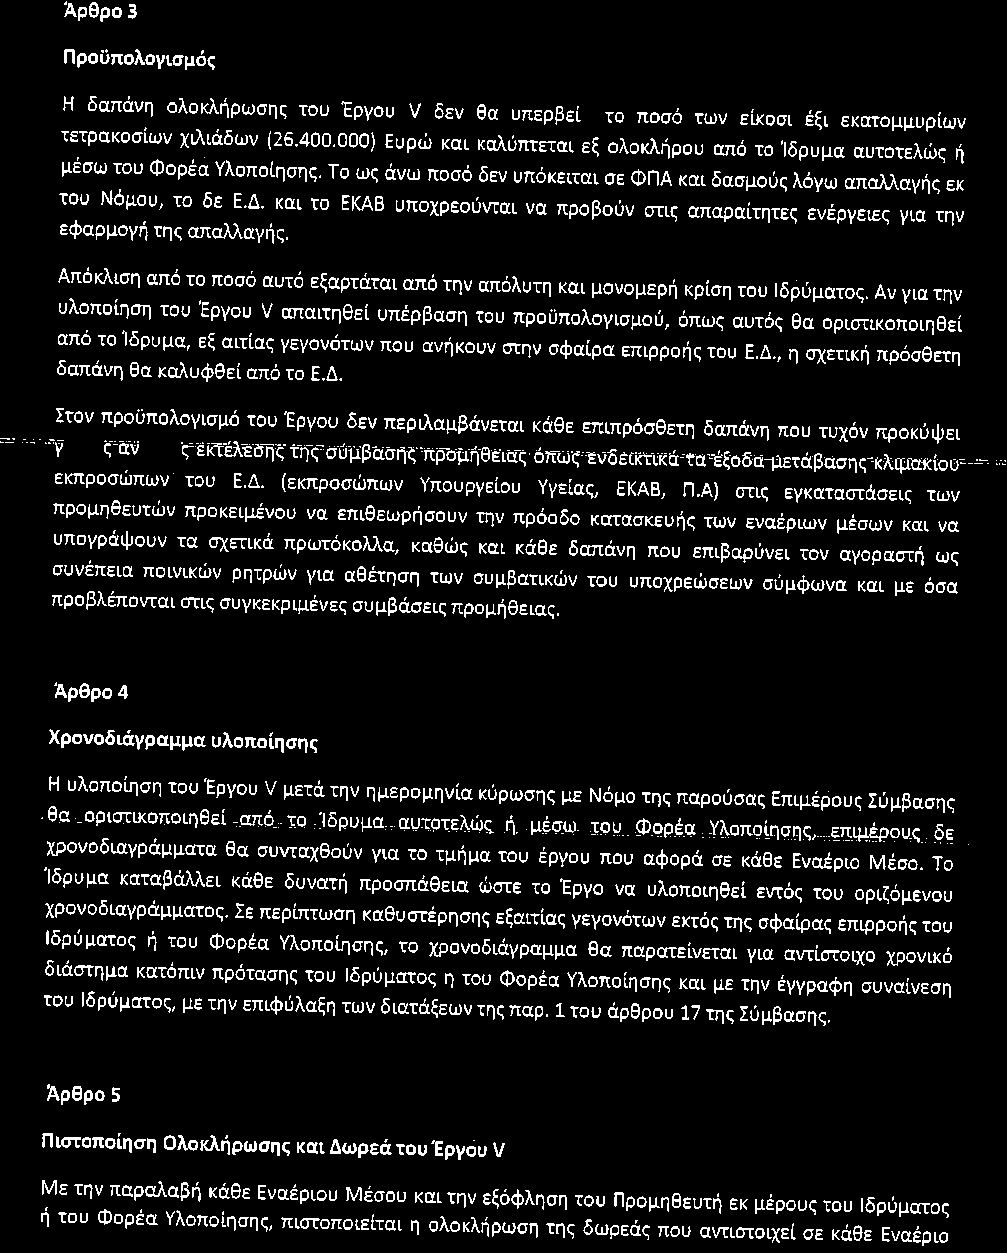 Άρθρο 3
Προϋπολογισμός
Η δαπάνη ολοκλήρωσης του Έργου V δεν θα υπερβεί το ποσό των είκοσι έξι εκατομμυρίων
τετρακοσίων χιλιάδων (26.400.000) Ευρώ και καλύπτεται εξ ολοκλήρου από το Ίδρυμα αυτοτελώς ή
μέσω του Φορέα Υλοποίησης. Το ως άνω ποσό δεν υπόκειται σε ΦΠΑ και δασμούς λόγω απαλλαγής εκ
του Νόμου, το δε Ε.Δ. και το ΕΚΑΒ υποχρεούνται να προβούν στις απαραίτητες ενέργειες για την
εφαρμογή της απαλλαγής.
Απόκλιση από το ποσό αυτό εξαρτάται από την απόλυτη και μονομερή κρίση του Ιδρύματος. Αν για την
υλοποίηση του Έργου V απαιτηθεί υπέρβαση του προϋπολογισμού, όπως αυτός θα οριστικοποιηθεί
από το Ίδρυμα, εξ αιτίας γεγονότων που ανήκουν στην σφαίρα επιρροής του Ε.Δ., η σχετική πρόσθετη
δαπάνη θα καλυφθεί από το Ε.Δ.
Στον προϋπολογισμό του Έργου δεν περιλαμβάνεται κάθε επιπρόσθετη δαπάνη που τυχόν προκύψει
εκτέλεσης της σύμβασης προμήθειας όπως ενδεικτικά τα έξοδα μετάβασης κλιμακίου
εκπροσώπων του Ε.Δ. (εκπροσώπων Υπουργείου Υγείας, ΕΚΑΒ, Π.Α) στις εγκαταστάσεις των
προμηθευτών προκειμένου να επιθεωρήσουν την πρόοδο κατασκευής των εναέριων μέσων και να
υπογράψουν τα σχετικά πρωτόκολλα, καθώς και κάθε δαπάνη που επιβαρύνει τον αγοραστή ως
συνέπεια ποινικών ρητρών για αθέτηση των συμβατικών του υποχρεώσεων σύμφωνα και με όσα
προβλέπονται στις συγκεκριμένες συμβάσεις προμήθειας.
Άρθρο 4
Χρονοδιάγραμμα υλοποίησης
Η υλοποίηση του Έργου V μετά την ημερομηνία κύρωσης με Νόμο της παρούσας Επιμέρους Σύμβασης
θα οριστικοποιηθεί από το Ίδρυμα αυτοτελώς ή μέσω του Φορέα Υλοποίησης, επιμέρους δε
χρονοδιαγράμματα θα συνταχθούν για το τμήμα του έργου που αφορά σε κάθε Εναέριο Μέσο. Το
Ίδρυμα καταβάλλει κάθε δυνατή προσπάθεια ώστε το Έργο να υλοποιηθεί εντός του οριζόμενου
χρονοδιαγράμματος. Σε περίπτωση καθυστέρησης εξαιτίας γεγονότων εκτός της σφαίρας επιρροής του
Ιδρύματος ή του Φορέα Υλοποίησης, το χρονοδιάγραμμα θα παρατείνεται για αντίστοιχο χρονικό
διάστημα κατόπιν πρότασης του Ιδρύματος η του Φορέα Υλοποίησης και με την έγγραφη συναίνεση
του Ιδρύματος, με την επιφύλαξη των διατάξεων της παρ. 1 του άρθρου 17 της Σύμβασης.
Άρθρο 5
Πιστοποίηση Ολοκλήρωσης και Δωρεά του Έργου V
Με την παραλαβή κάθε Εναέριου Μέσου και την εξόφληση του Προμηθευτή εκ μέρους του Ιδρύματος
ή του Φορέα Υλοποίησης, πιστοποιείται η ολοκλήρωση της δωρεάς που αντιστοιχεί σε κάθε Εναέριο